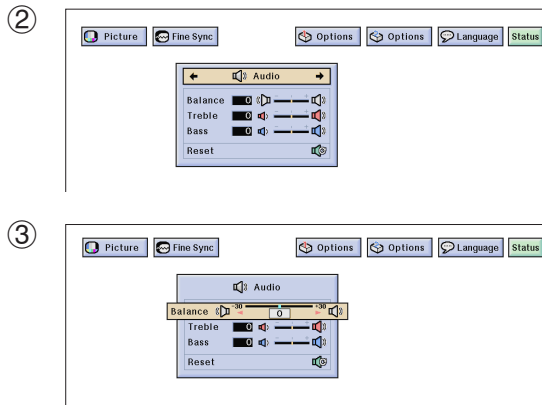 ②
Picture Fine Sync Options Options Language Status
Audio
Balance 0
Treble 0
Bass 0
Reset
③
Picture Fine Sync Options Options Language Status
Audio
Balance -30 0 +30
Treble 0
Bass 0
Reset